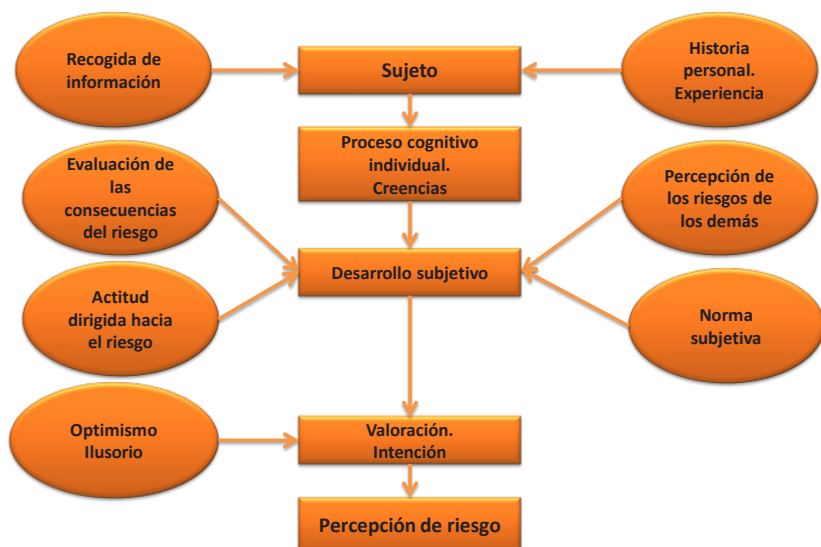 Recogida de
información
Sujeto
Historia
personal.
Experiencia
Proceso cognitivo
individual.
Creencias
Evaluación de
las
consecuencias
del riesgo
Percepción de
los riesgos de
los demás
Desarrollo subjetivo
Actitud
dirigida hacia
el riesgo
Norma
subjetiva
Optimismo
Ilusorio
Valoración.
Intención
Percepción de riesgo